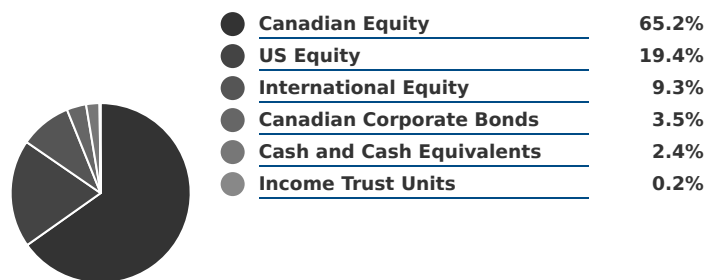 Canadian Equity 65.2%
US Equity 19.4%
International Equity 9.3%
Canadian Corporate Bonds 3.5%
Cash and Cash Equivalents 2.4%
Income Trust Units 0.2%